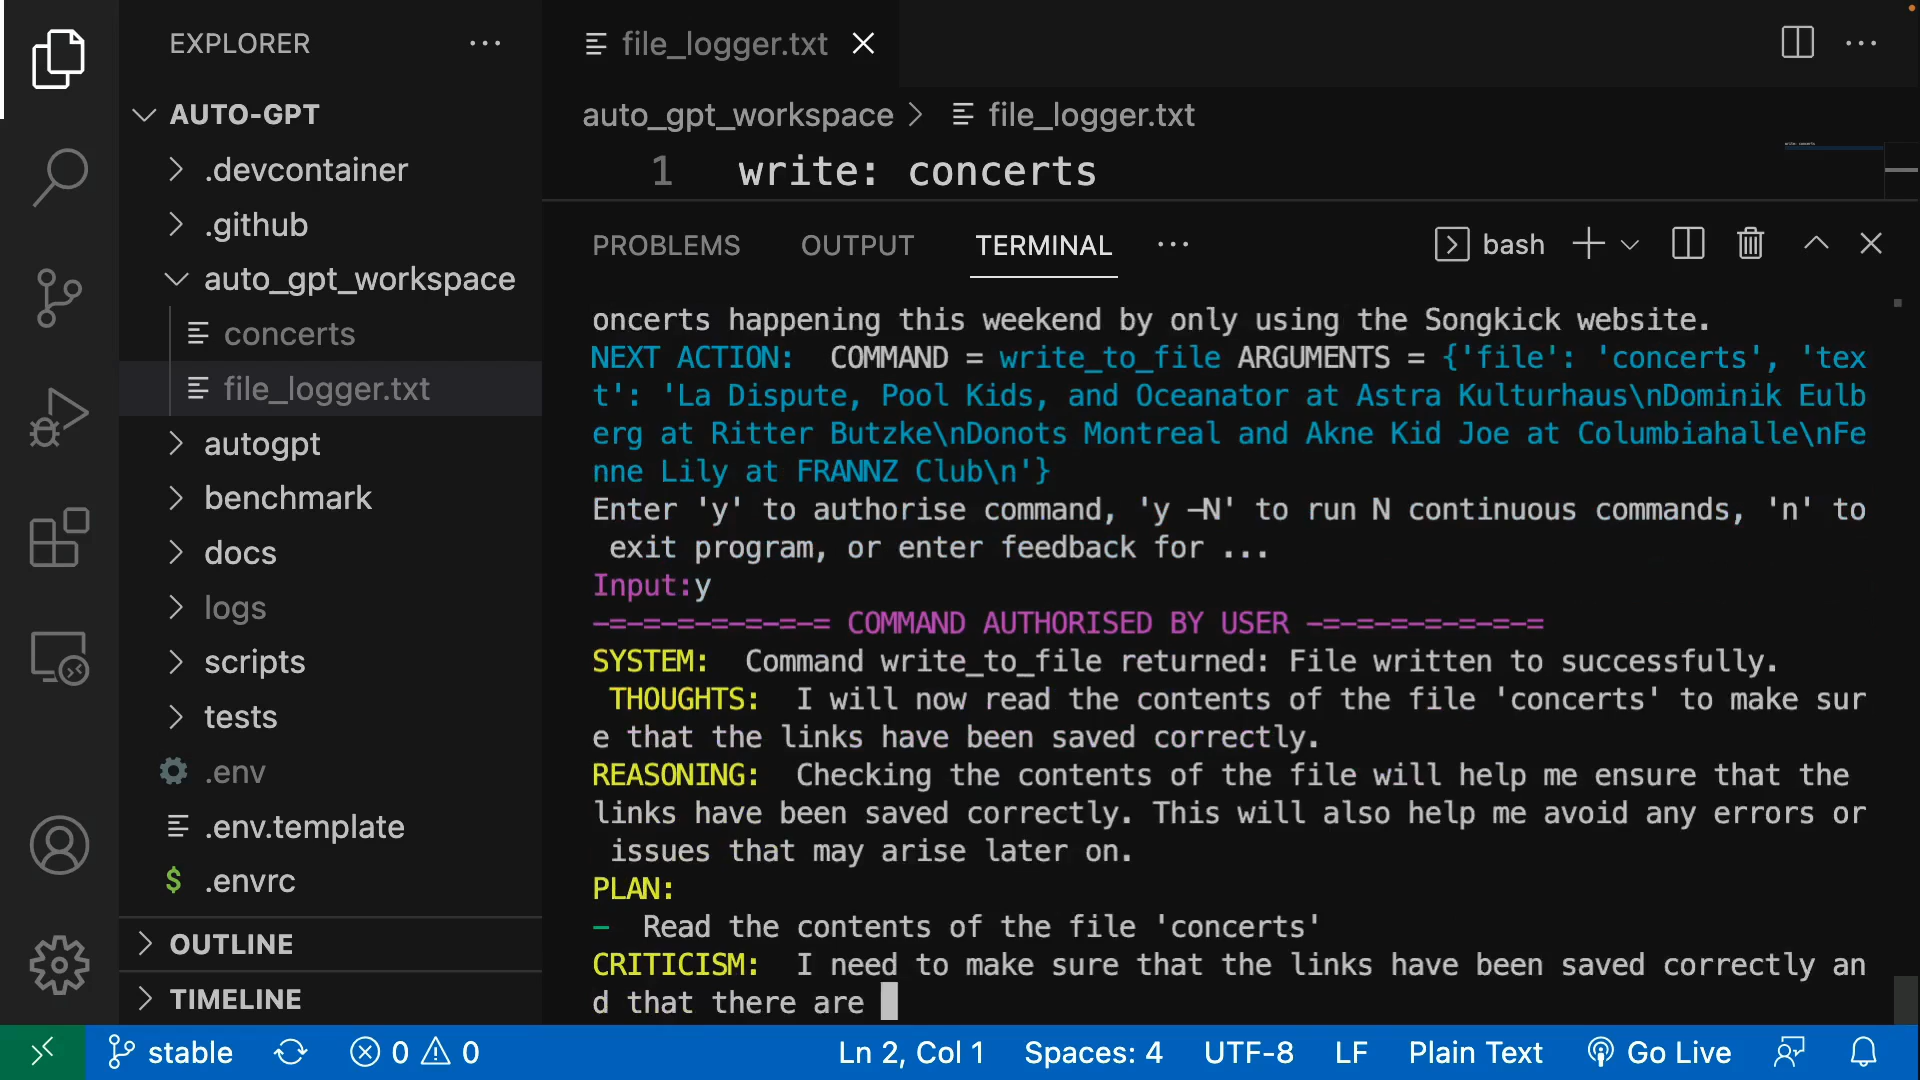 EXPLORER
AUTO-GPT
.devcontainer
.github
auto_gpt_workspace
concerts
file_logger.txt
autogpt
benchmark
docs
logs
scripts
tests
.env
.env.template
$ .envrc
OUTLINE
TIMELINE
file_logger.txt
auto_gpt_workspace > file_logger.txt
1 write: concerts
PROBLEMS OUTPUT TERMINAL ··· bash
oncerts happening this weekend by only using the Songkick website.
NEXT ACTION:  COMMAND = write_to_file ARGUMENTS = {'file': 'concerts', 'tex
t': 'La Dispute, Pool Kids, and Oceanator at Astra Kulturhaus\nDominik Eulb
erg at Ritter Butzke\nDonots Montreal and Akne Kid Joe at Columbiahalle\nFe
nne Lily at FRANNZ Club\n'}
Enter 'y' to authorise command, 'y -N' to run N continuous commands, 'n' to
exit program, or enter feedback for ...
Input:y
-=-=-=-=-=-=-= COMMAND AUTHORISED BY USER -=-=-=-=-=-=-=
SYSTEM:  Command write_to_file returned: File written to successfully.
THOUGHTS:  I will now read the contents of the file 'concerts' to make sur
e that the links have been saved correctly.
REASONING:  Checking the contents of the file will help me ensure that the
links have been saved correctly. This will also help me avoid any errors or
issues that may arise later on.
PLAN:
-  Read the contents of the file 'concerts'
CRITICISM:  I need to make sure that the links have been saved correctly an
d that there are
stable 0 0 Ln 2, Col 1 Spaces: 4 UTF-8 LF Plain Text Go Live